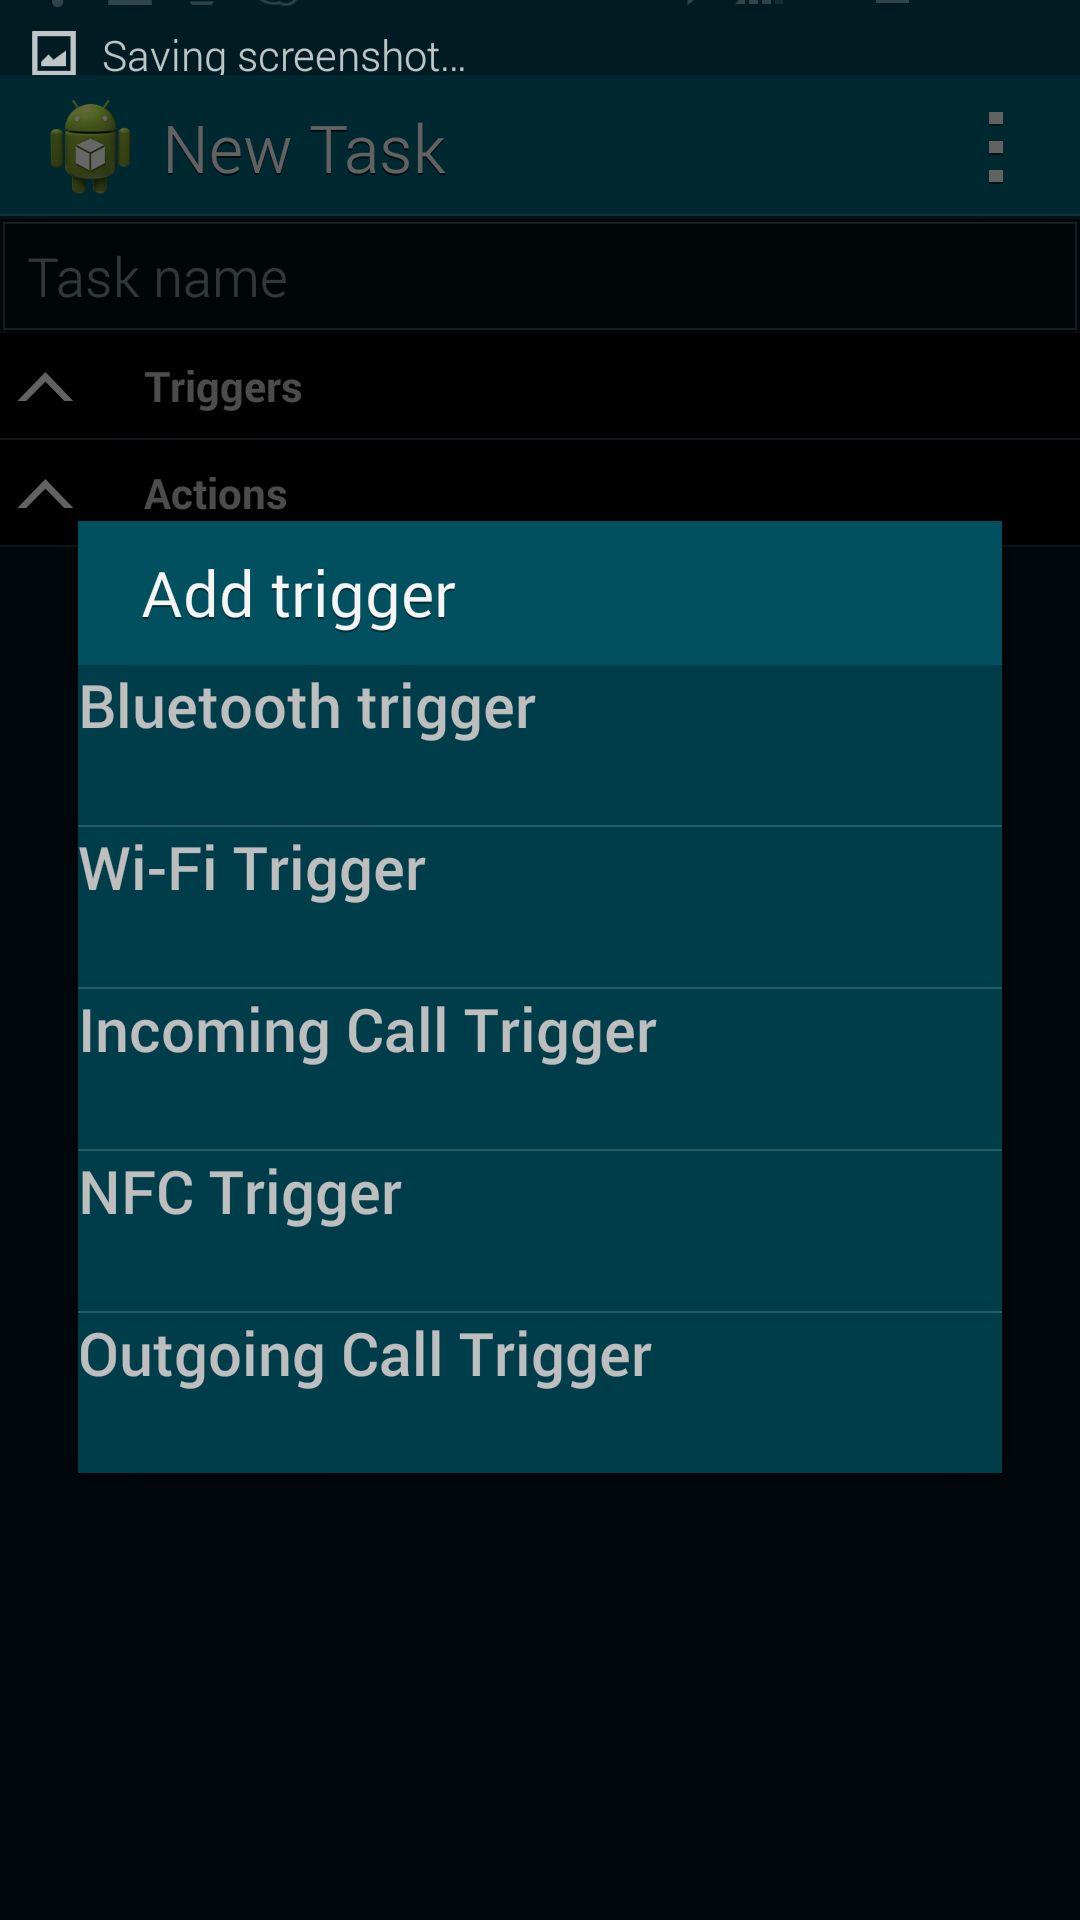 Saving screenshot...
New Task
Task name
Triggers
Actions
Add trigger
Bluetooth trigger
Wi-Fi Trigger
Incoming Call Trigger
NFC Trigger
Outgoing Call Trigger